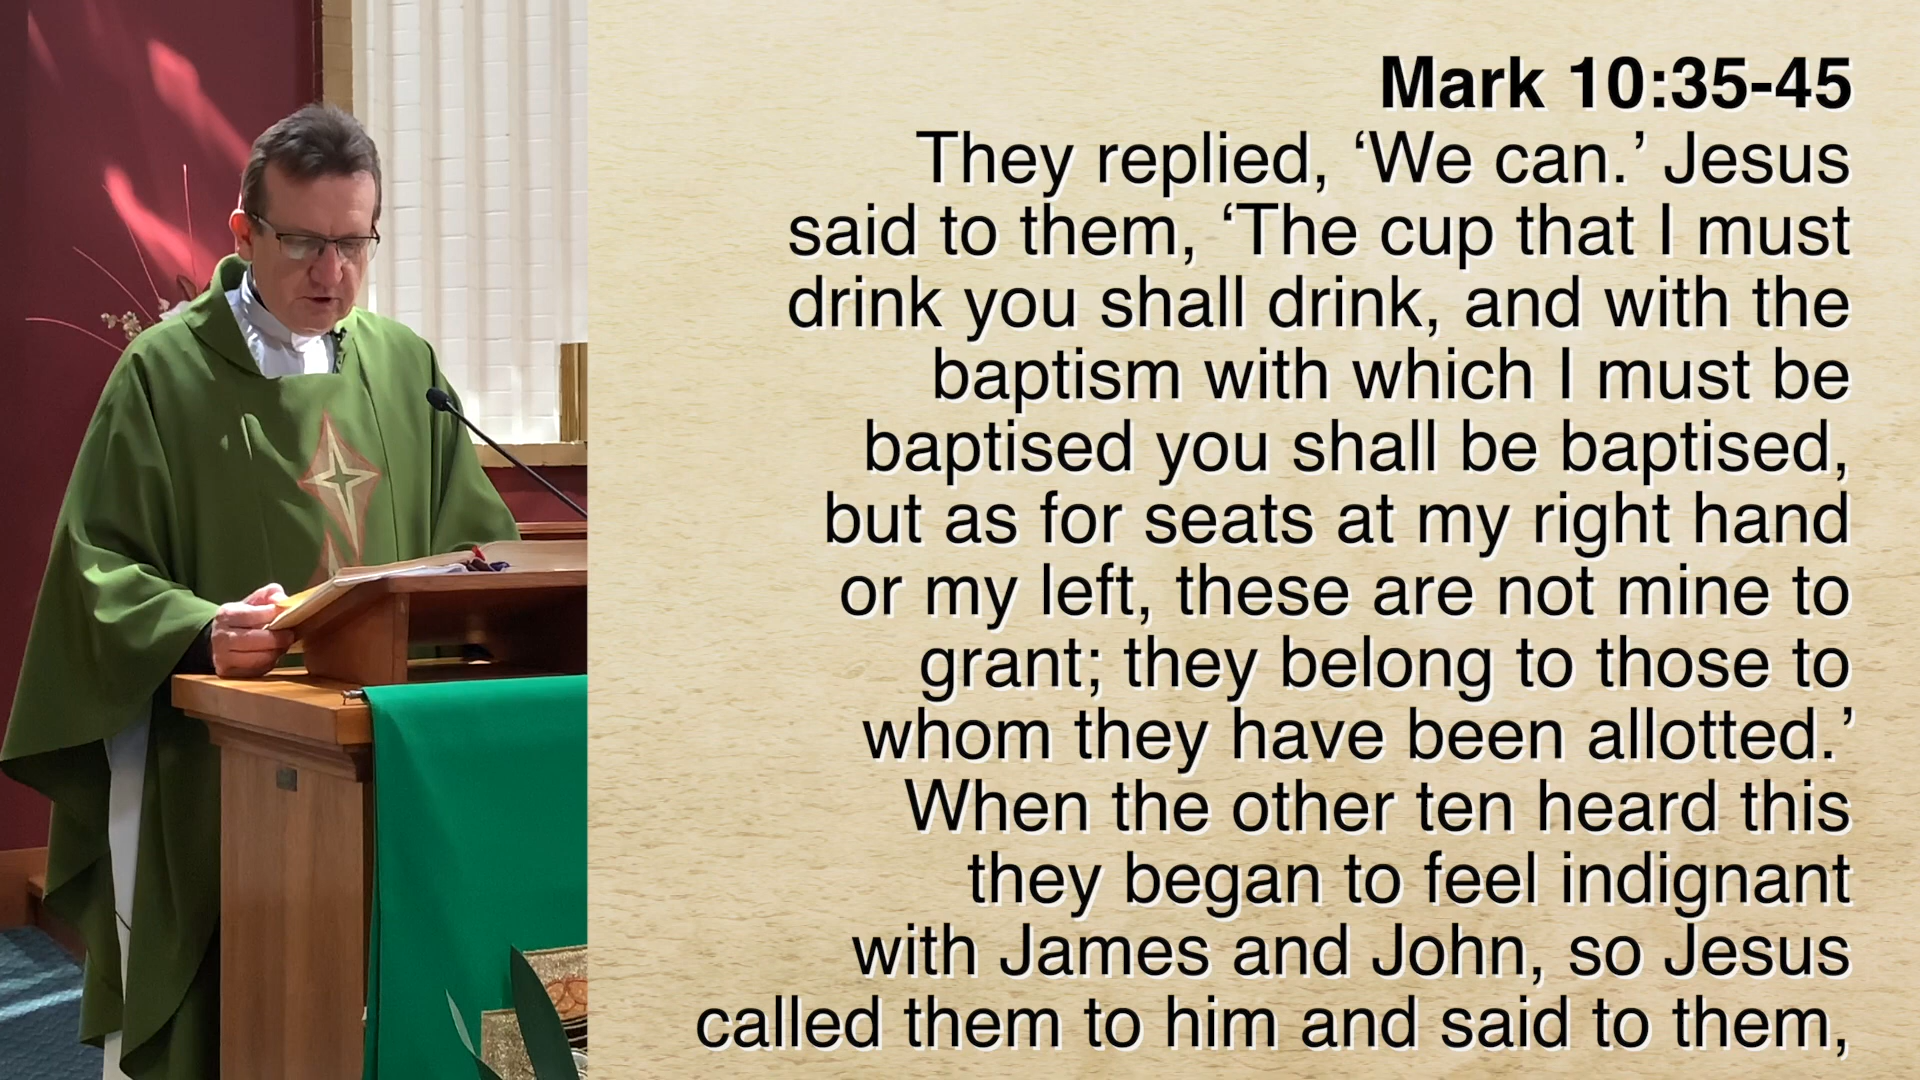 Mark 10:35-45
They replied, ‘We can.’ Jesus
said to them, ‘The cup that I must
drink you shall drink, and with the
baptism with which I must be
baptised you shall be baptised,
but as for seats at my right hand
or my left, these are not mine to
grant; they belong to those to
whom they have been allotted.’
When the other ten heard this
they began to feel indignant
with James and John, so Jesus
called them to him and said to them,